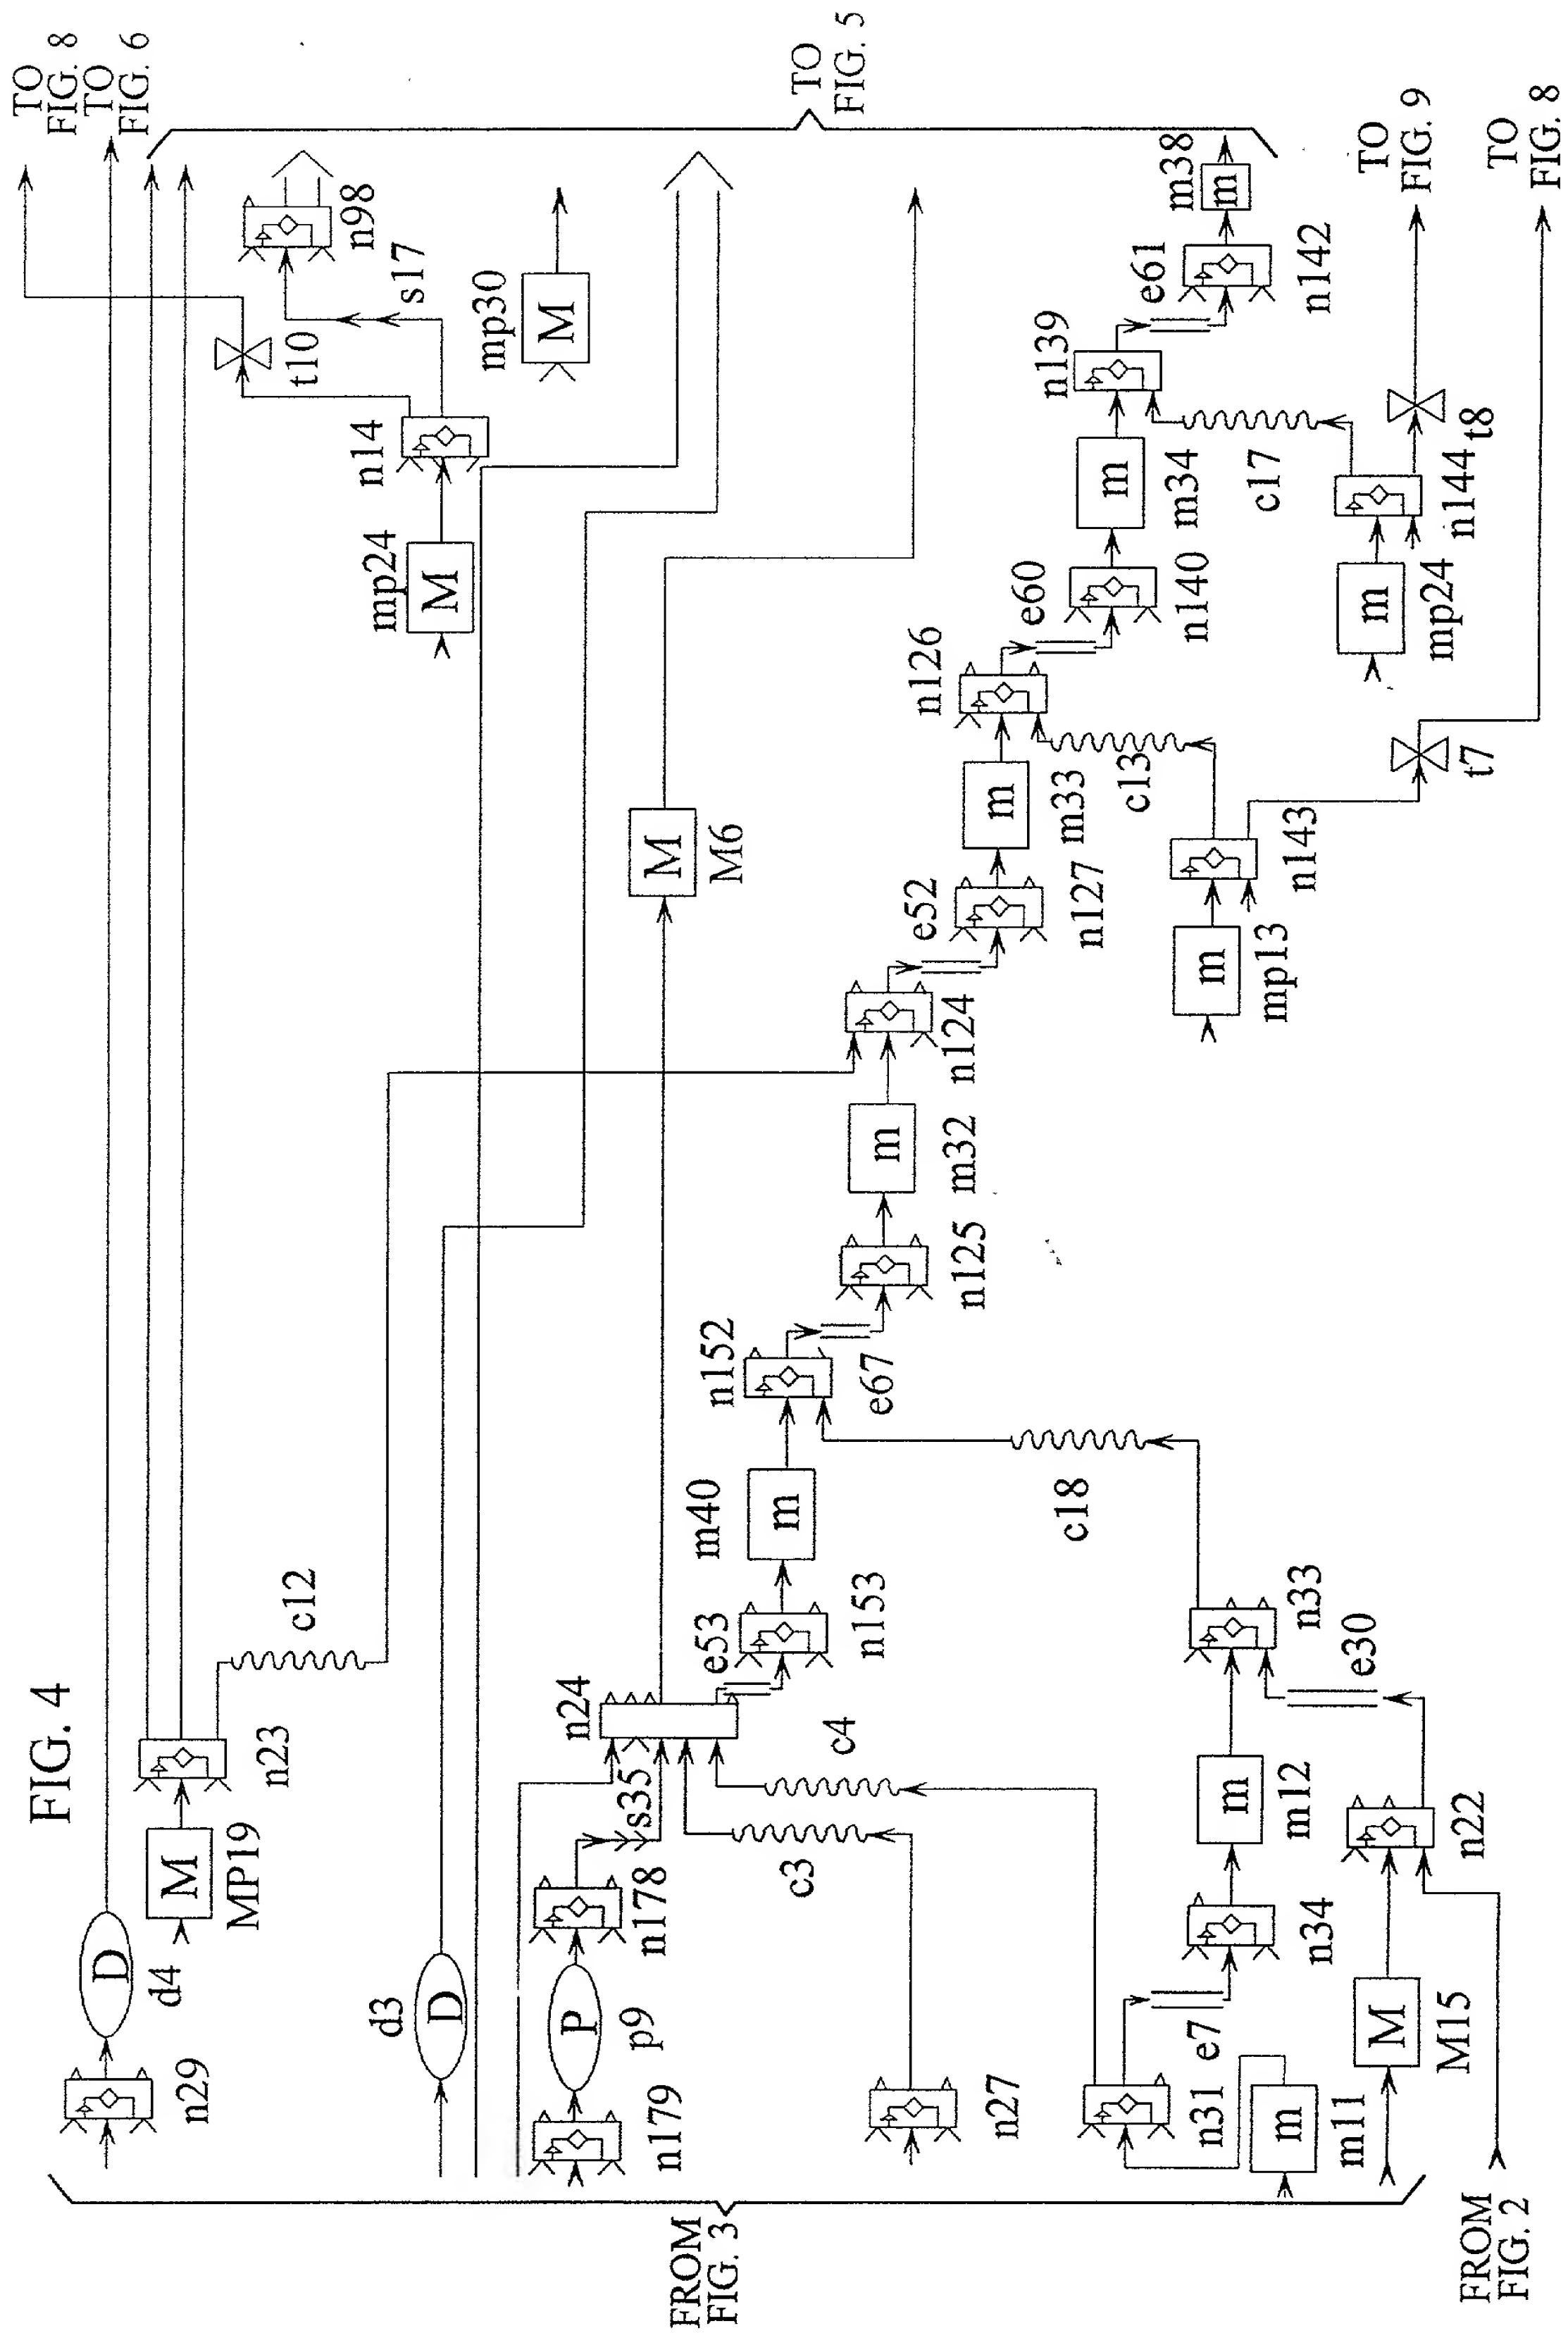 FIG. 4
TO
FIG. 8
TO
FIG. 6
TO
FIG. 5
TO
FIG. 9
TO
FIG. 8
FROM
FIG. 3
FROM
FIG. 2
n29
D
d4
M
MP19
n23
c12
t10
n14
M
mp24
s17
n98
M
mp30
d3
D
M
M6
n179
P
p9
n178
s35
n24
e53
n153
m
m40
n152
e67
n125
m
m32
n124
e52
n127
m
m33
n126
e60
n140
m
m34
n139
e61
n142
m
m38
n27
c3
c4
n31
m
m11
e7
n34
m
m12
n33
e30
c18
M
M15
n22
m
mp13
n143
c13
t7
m
mp24
n144
c17
t8